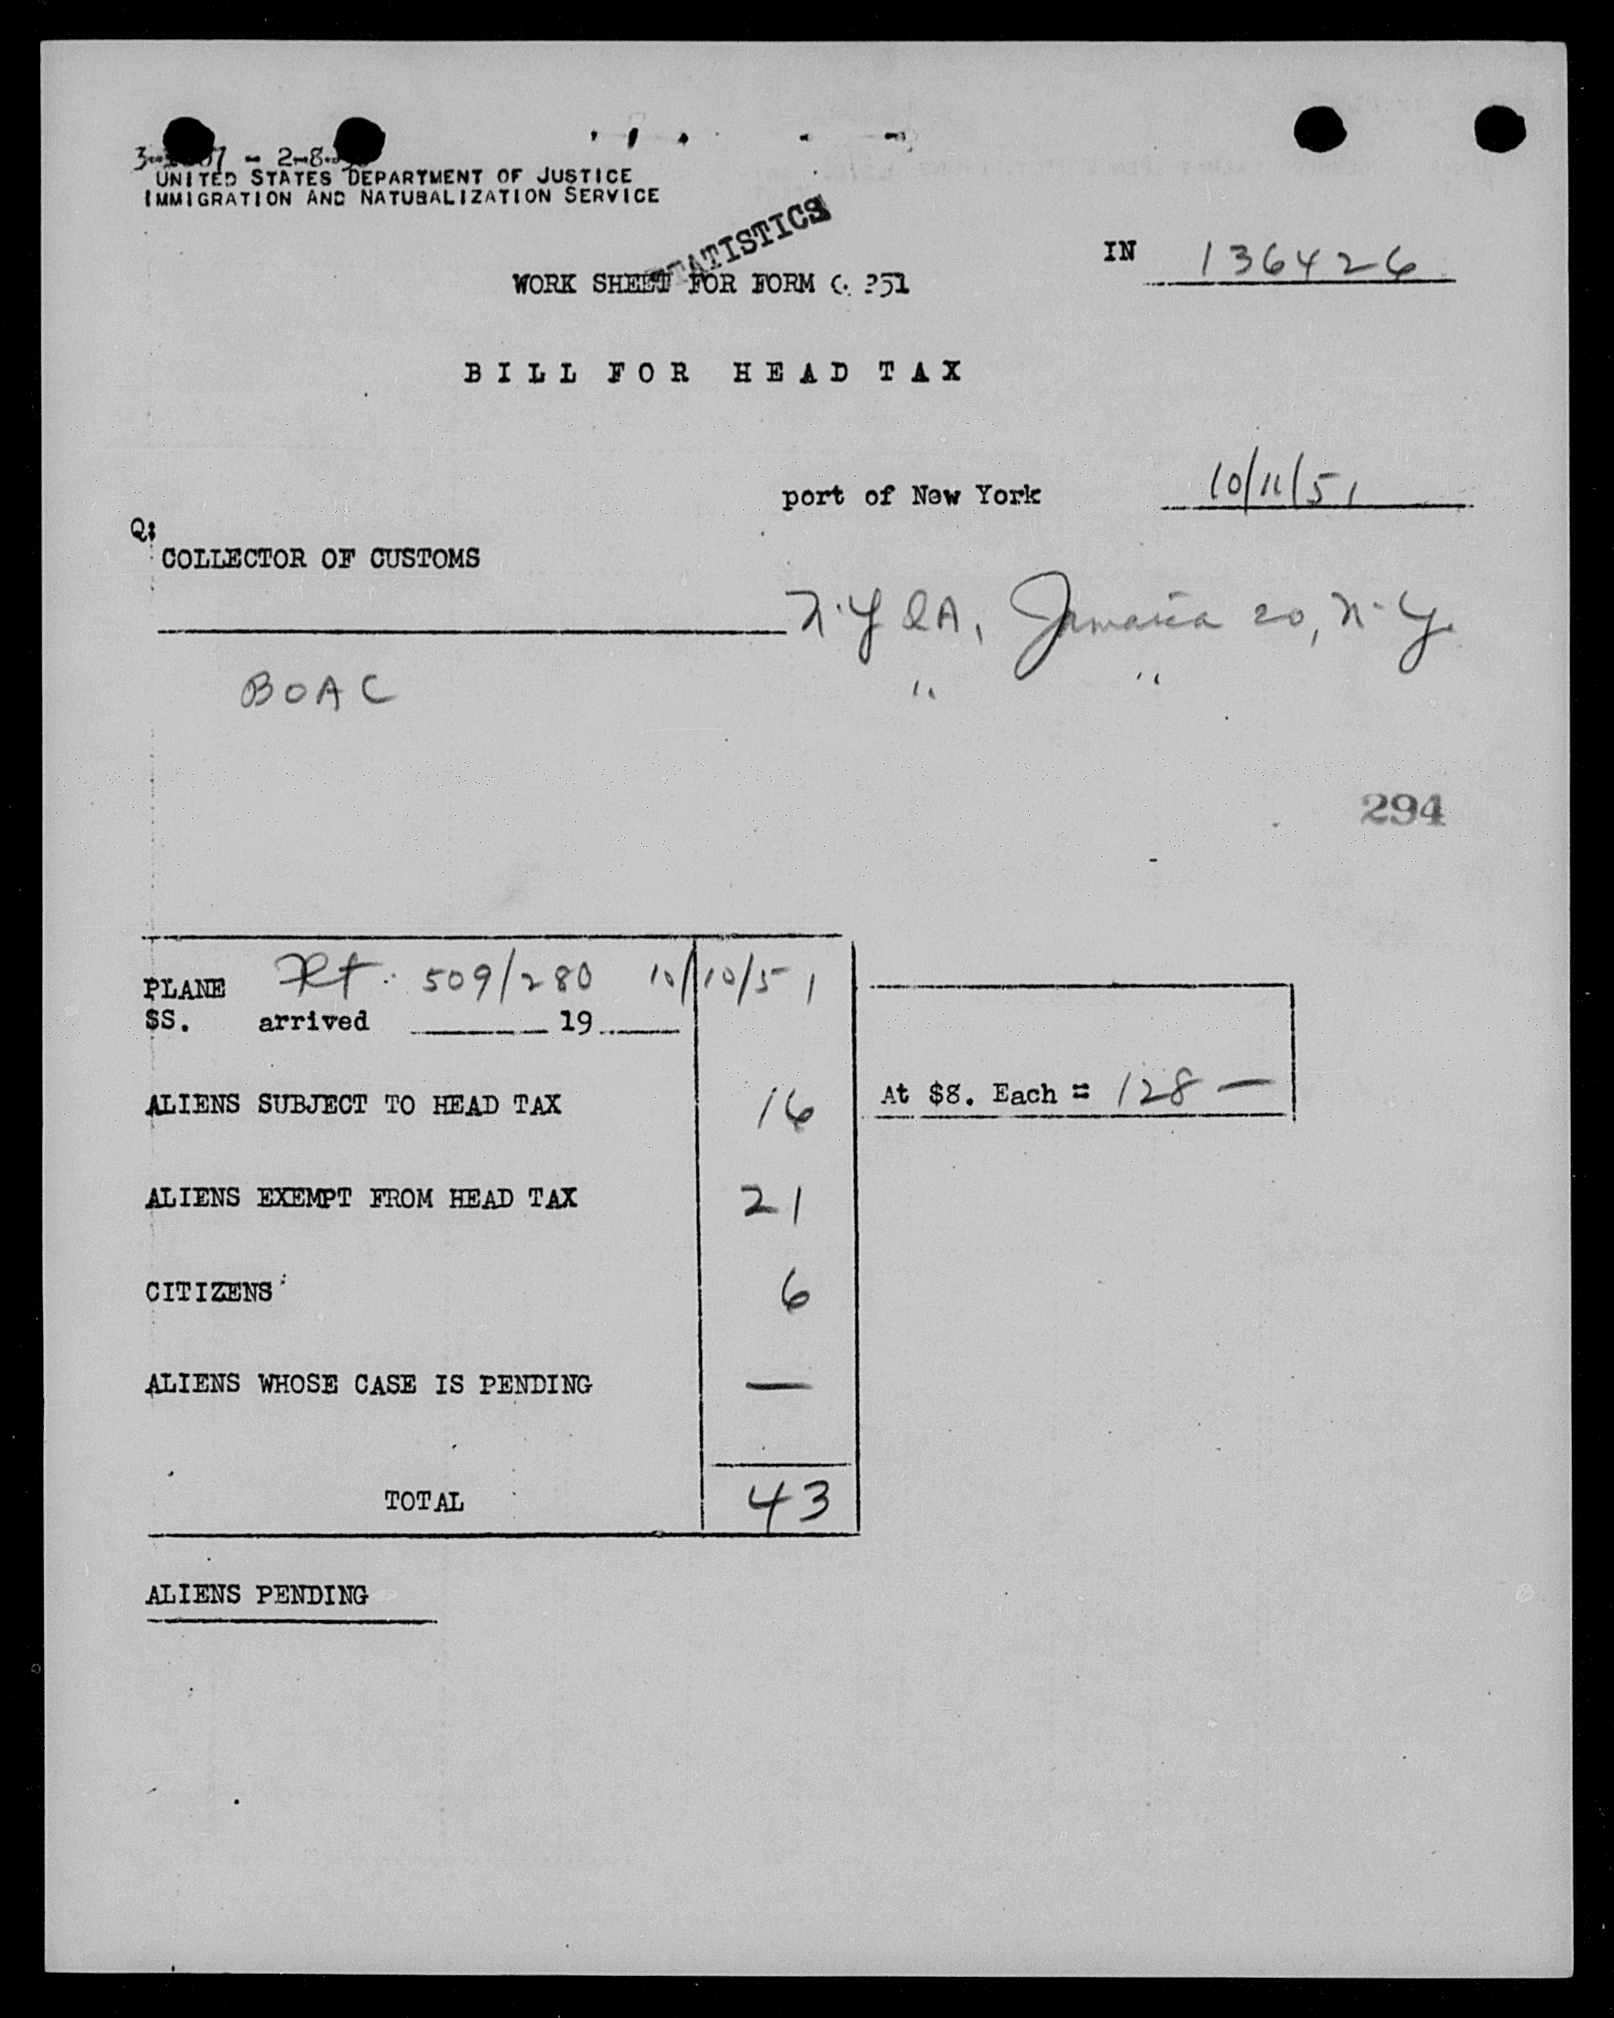 UNITED STATES DEPARTMENT OF JUSTICE
IMMIGRATION AND NATURALIZATION SERVICE
STATISTICS
IN 136426
WORK SHEET FOR FORM
BILL FOR HEAD TAX
port of New York 10/11/51
COLLECTOR OF CUSTOMS
N.Y. Jamaica 20, N.Y.
BOAC " "
294
PLANE 509/280 10/10/51
SS. arrived 19
ALIENS SUBJECT TO HEAD TAX 16 At $8. Each = 128 —
ALIENS EXEMPT FROM HEAD TAX 21
CITIZENS 6
ALIENS WHOSE CASE IS PENDING —
TOTAL 43
ALIENS PENDING